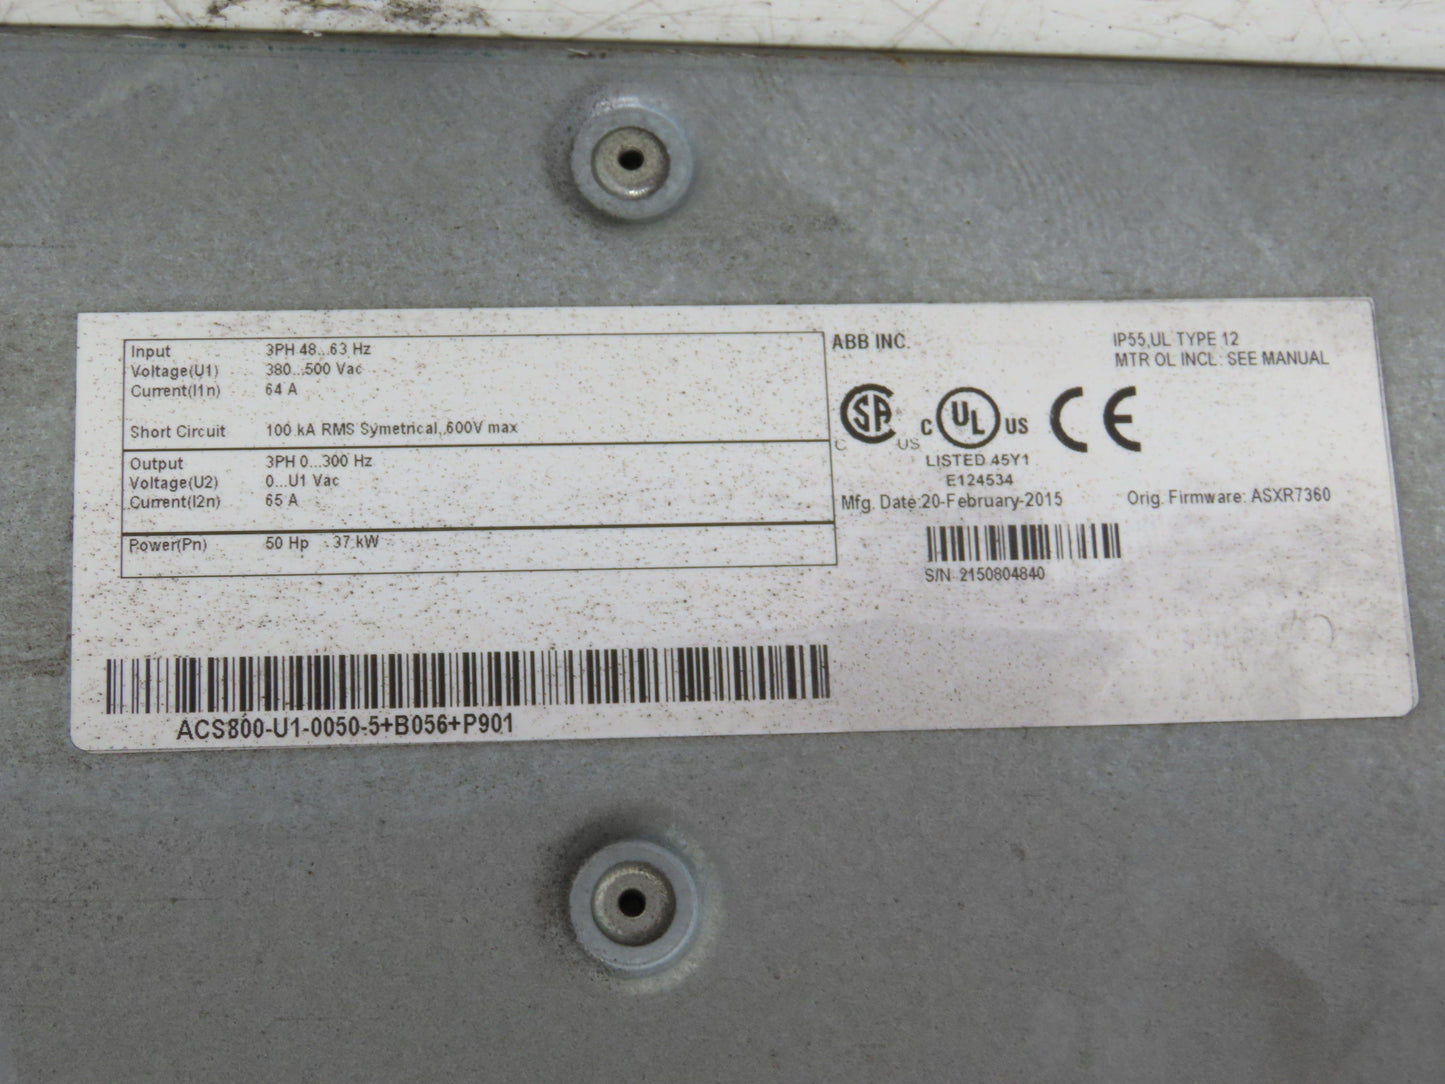 Input 3PH 48...63 Hz
Voltage(U1) 380...500 Vac
Current(I1n) 64 A
Short Circuit 100 kA RMS Symetrical, 600V max
Output 3PH 0...300 Hz
Voltage(U2) 0...U1 Vac
Current(I2n) 65 A
Power(Pn) 50 Hp 37 kW
ABB INC.
IP55,UL TYPE 12
MTR OL INCL: SEE MANUAL
SA
C US
C UL US
CE
LISTED 45Y1
E124534
Mfg. Date:20-February-2015
Orig. Firmware: ASXR7360
S/N 2150804840
ACS800-U1-0050-5+B056+P901